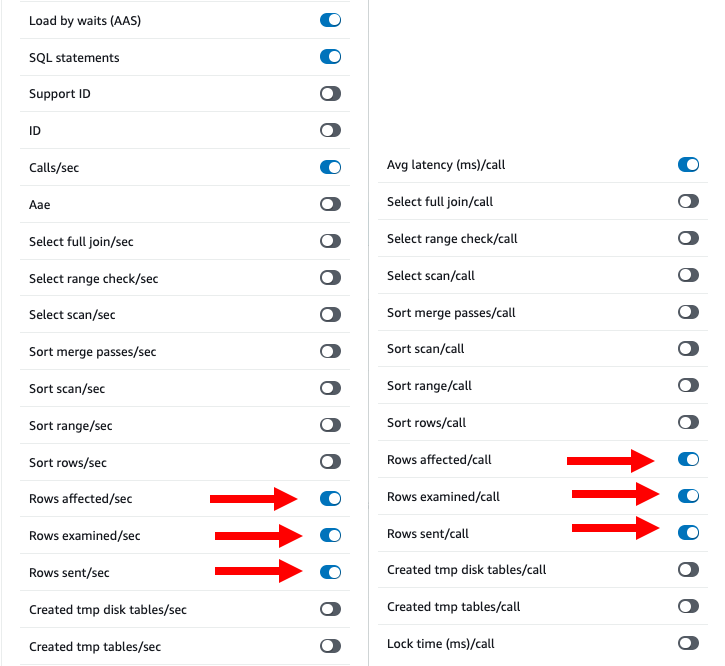 Load by waits (AAS)
SQL statements
Support ID
ID
Calls/sec
Aae
Select full join/sec
Select range check/sec
Select scan/sec
Sort merge passes/sec
Sort scan/sec
Sort range/sec
Sort rows/sec
Rows affected/sec
Rows examined/sec
Rows sent/sec
Created tmp disk tables/sec
Created tmp tables/sec
Avg latency (ms)/call
Select full join/call
Select range check/call
Select scan/call
Sort merge passes/call
Sort scan/call
Sort range/call
Sort rows/call
Rows affected/call
Rows examined/call
Rows sent/call
Created tmp disk tables/call
Created tmp tables/call
Lock time (ms)/call